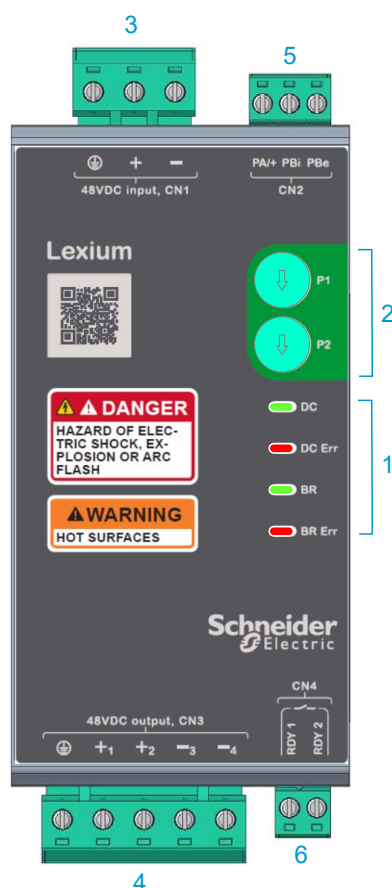 3
5
+ −
PA/+ PBi PBe
48VDC input, CN1
CN2
Lexium
P1
2
P2
DANGER
HAZARD OF ELEC-
TRIC SHOCK, EX-
PLOSION OR ARC
FLASH
DC
DC Err
1
BR
WARNING
HOT SURFACES
BR Err
Schneider
Electric
CN4
RDY 1
RDY 2
48VDC output, CN3
+1 +2 −3 −4
4
6